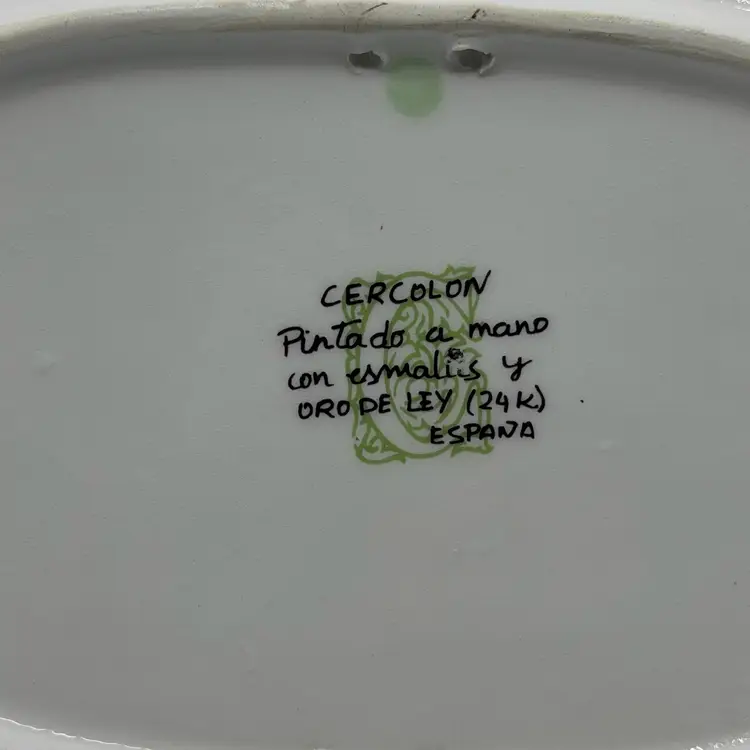 CERCOLON
Pintado a mano
con esmaltes y
ORO DE LEY (24K)
ESPAÑA